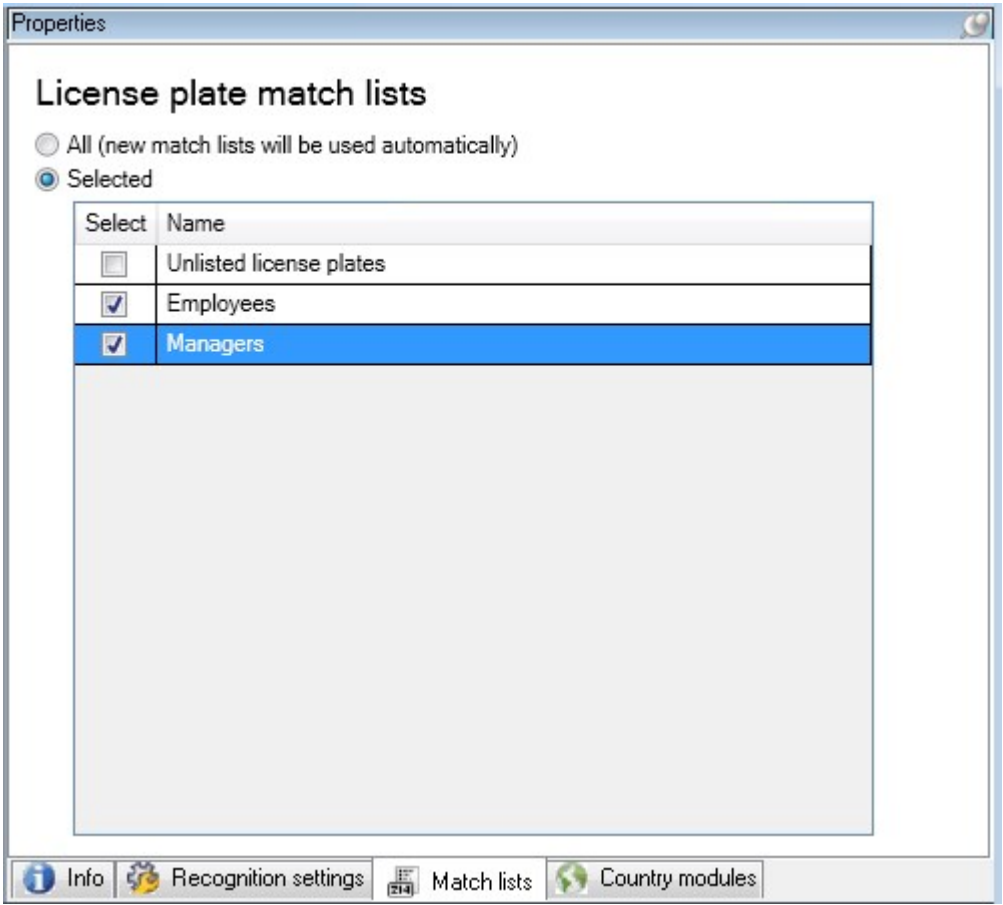 Properties
License plate match lists
All (new match lists will be used automatically)
Selected
Select Name
Unlisted license plates
Employees
Managers
Info Recognition settings 214 Match lists Country modules